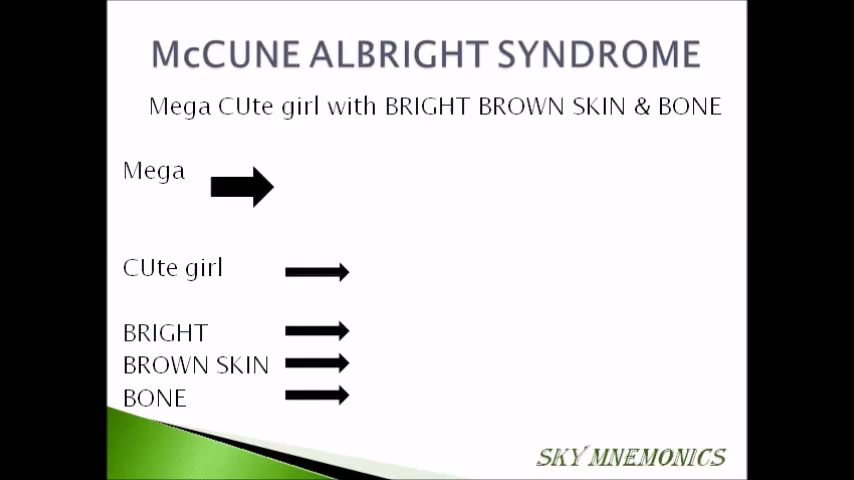 McCUNE ALBRIGHT SYNDROME
Mega CUte girl with BRIGHT BROWN SKIN & BONE
Mega
CUte girl
BRIGHT
BROWN SKIN
BONE
SKY MNEMONICS